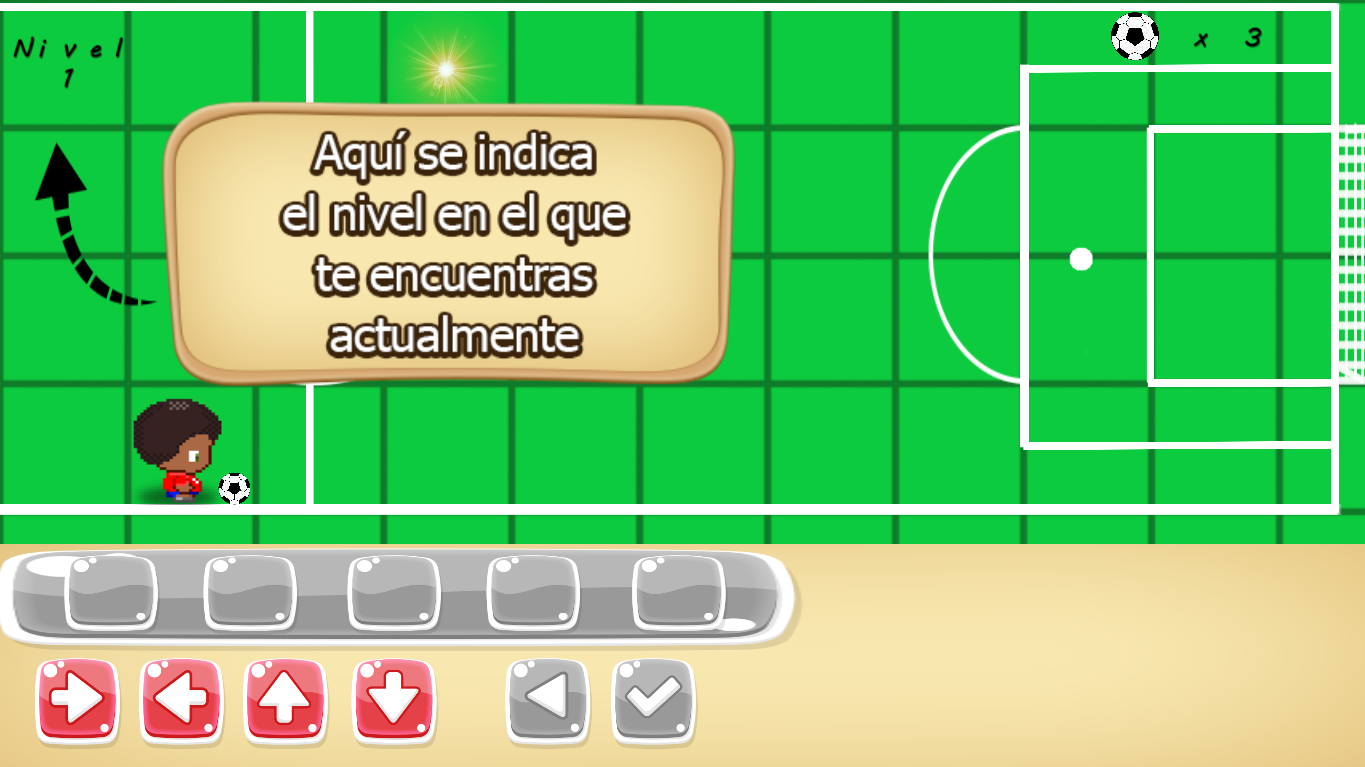 Nivel
1
x 3
Aquí se indica
el nivel en el que
te encuentras
actualmente